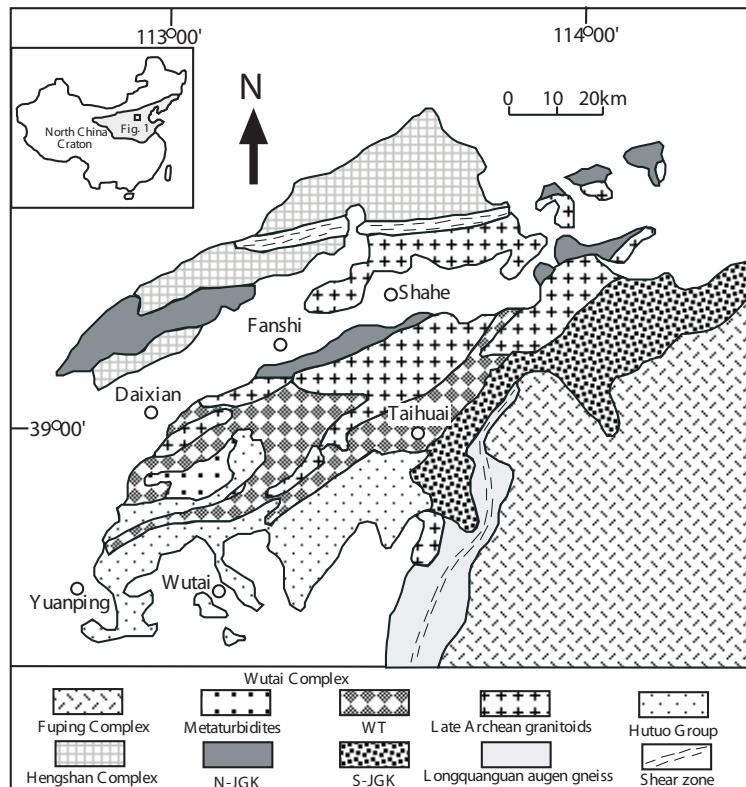 113°00'
114°00'
North China
Craton
Fig. 1
N
0 10 20km
Shahe
Fanshi
Daixian
39°00'
Taihuai
Yuanping
Wutai
Wutai Complex
Fuping Complex
Metaturbidites
WT
Late Archean granitoids
Hutuo Group
Hengshan Complex
N-JGK
S-JGK
Longquanguan augen gneiss
Shear zone